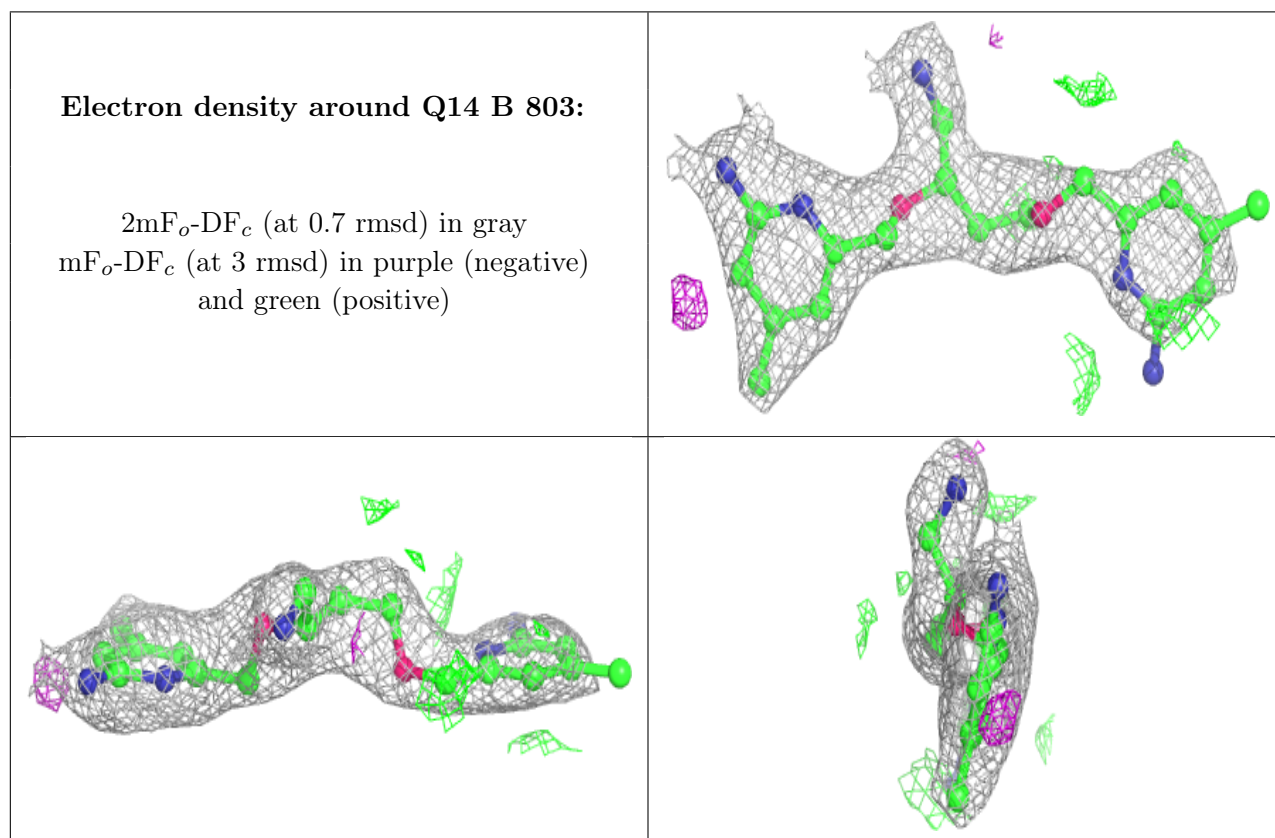 Electron density around Q14 B 803:
2mFo-DFc (at 0.7 rmsd) in gray
mFo-DFc (at 3 rmsd) in purple (negative)
and green (positive)